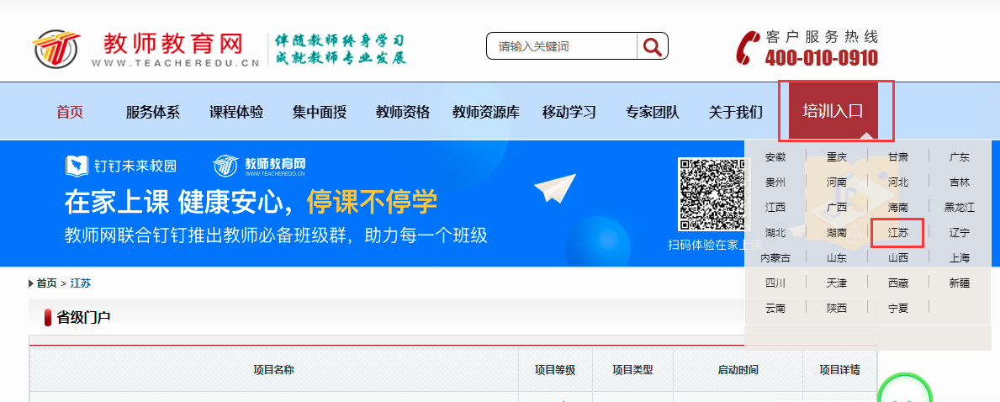 教师教育网
WWW.TEACHEREDU.CN
伴随教师终身学习
成就教师专业发展
请输入关键词
客户服务热线
400-010-0910
首页 服务体系 课程体验 集中面授 教师资格 教师资源库 移动学习 专家团队 关于我们 培训入口
钉钉未来校园 教师教育网
WWW.TEACHEREDU.CN
在家上课 健康安心，停课不停学
教师网联合钉钉推出教师必备班级群，助力每一个班级
扫码体验在家上课
安徽 重庆 甘肃 广东
贵州 河南 河北 吉林
江西 广西 海南 黑龙江
湖北 湖南 江苏 辽宁
内蒙古 山东 山西 上海
四川 天津 西藏 新疆
云南 陕西 宁夏
首页 > 江苏
省级门户
项目名称 项目等级 项目类型 启动时间 项目详情